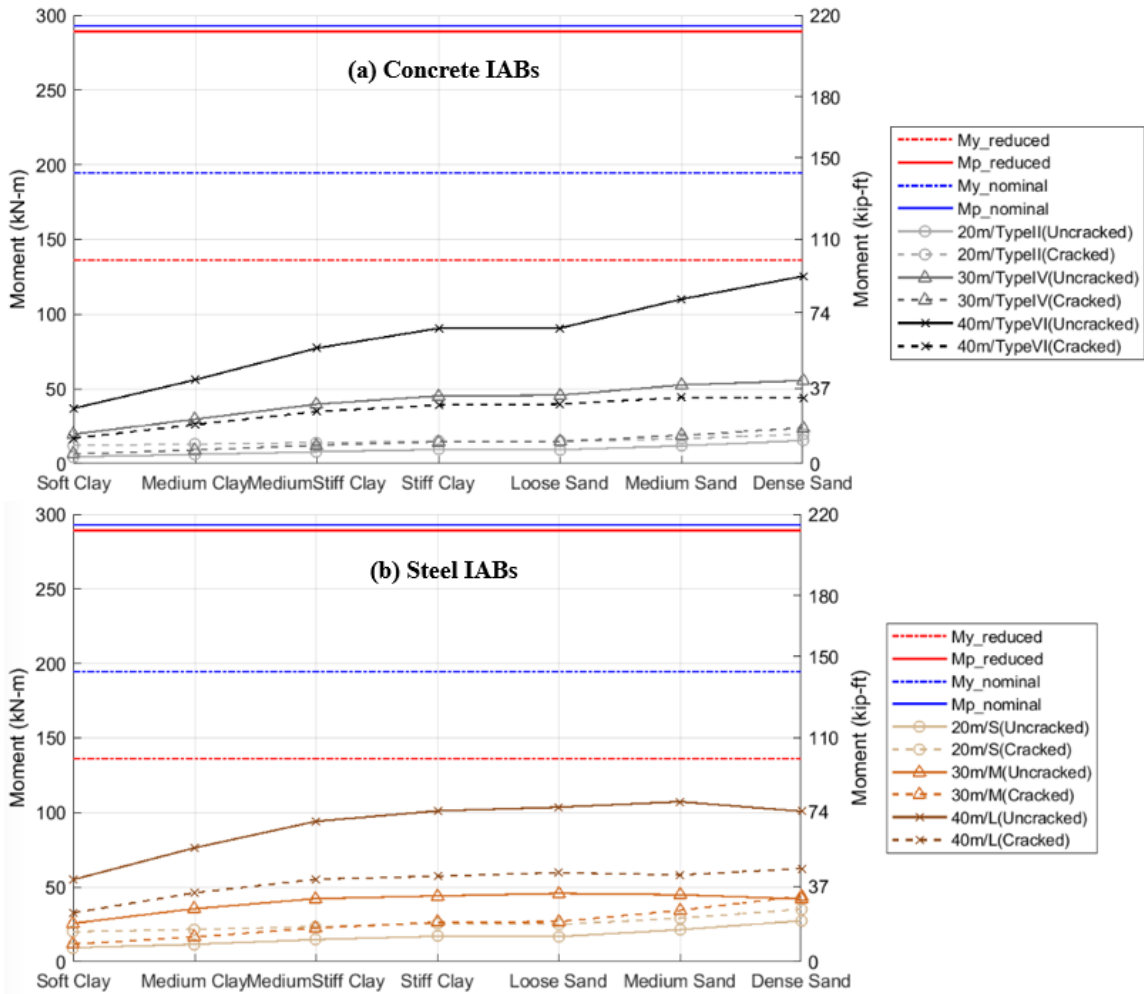 (a) Concrete IABs
Moment (kN-m)
300
250
200
150
100
50
0
220
180
150
110
74
37
0
Moment (kip-ft)
Soft Clay Medium Clay MediumStiff Clay Stiff Clay Loose Sand Medium Sand Dense Sand
My_reduced
Mp_reduced
My_nominal
Mp_nominal
20m/TypeII(Uncracked)
20m/TypeII(Cracked)
30m/TypeIV(Uncracked)
30m/TypeIV(Cracked)
40m/TypeVI(Uncracked)
40m/TypeVI(Cracked)
(b) Steel IABs
Moment (kN-m)
300
250
200
150
100
50
0
220
180
150
110
74
37
0
Moment (kip-ft)
Soft Clay Medium Clay MediumStiff Clay Stiff Clay Loose Sand Medium Sand Dense Sand
My_reduced
Mp_reduced
My_nominal
Mp_nominal
20m/S(Uncracked)
20m/S(Cracked)
30m/M(Uncracked)
30m/M(Cracked)
40m/L(Uncracked)
40m/L(Cracked)